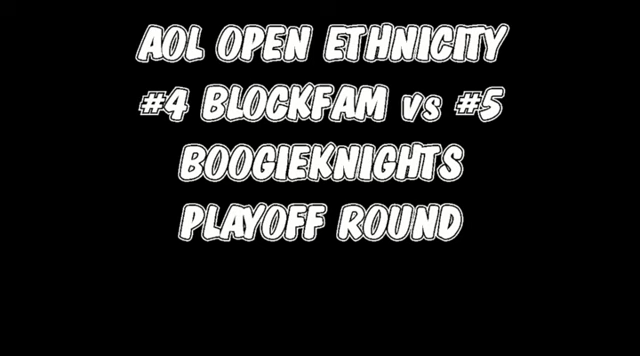 AOL OPEN ETHNICITY
#4 BLOCKFAM vs #5
BOOGIEKNIGHTS
PLAYOFF ROUND